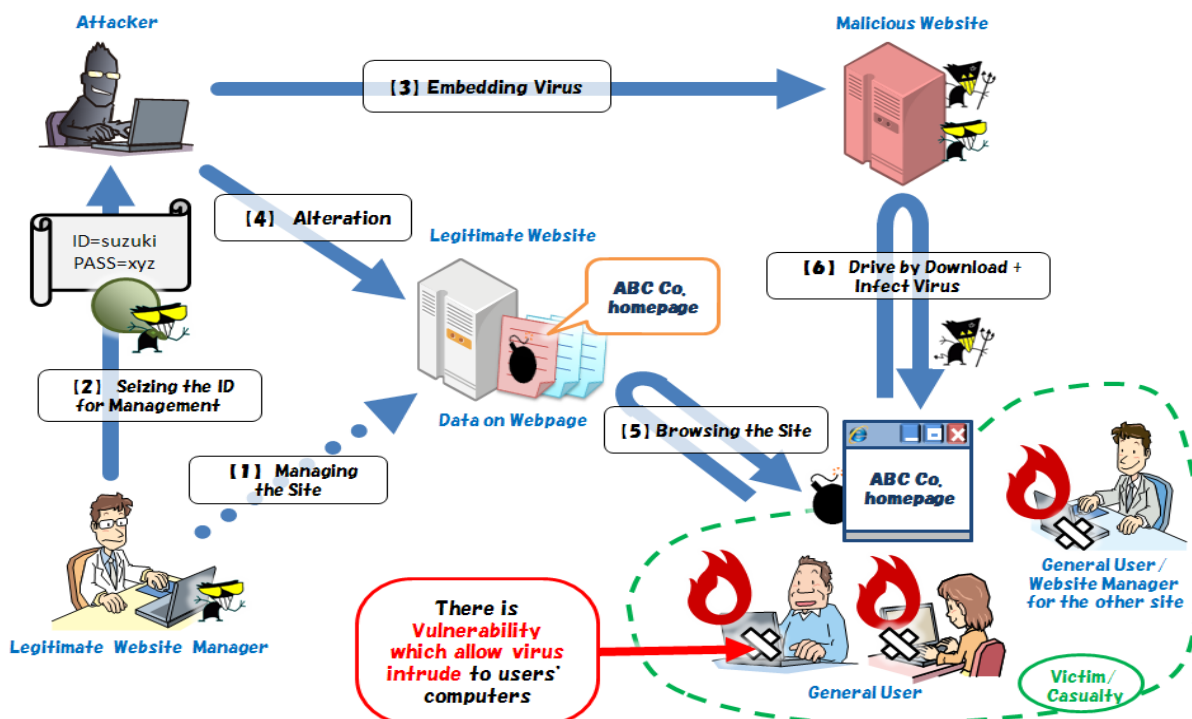 Attacker
Malicious Website
[3] Embedding Virus
ID=suzuki
PASS=xyz
[4] Alteration
Legitimate Website
ABC Co.
homepage
[6] Drive by Download +
Infect Virus
[2] Seizing the ID
for Management
Data on Webpage
[5] Browsing the Site
[1] Managing
the Site
ABC Co.
homepage
General User /
Website Manager
for the other site
Legitimate Website Manager
There is
Vulnerability
which allow virus
intrude to users'
computers
General User
Victim/
Casualty